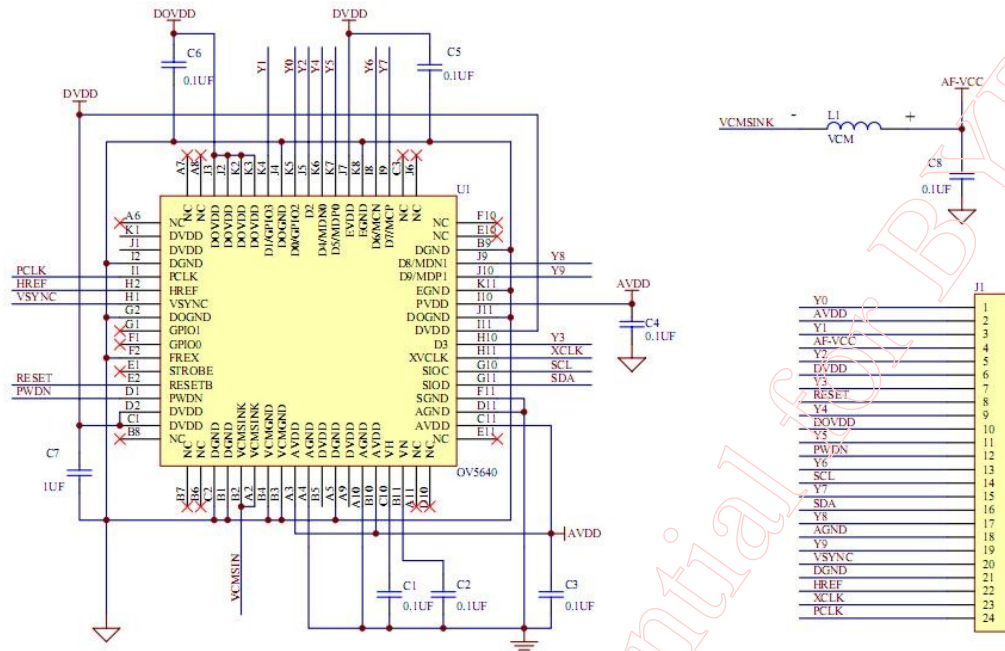 DOVDD
DVDD
C6
0.1UF
C5
0.1UF
Y1
Y0
Y2
Y4
Y5
Y6
Y7
DVDD
AF-VCC
VCMSINK - L1 +
VCM
C8
0.1UF
A7 A8 J3 J2 K2 K3 K4 J4 K5 J5 K6 K7 J7 K8 I8 I9 C3 J6
U1
NC NC DOVDD DOVDD DOVDD DOVDD D1/GPIO3 DOGND D0/GPIO2 D2 D4/MDN0 D5/MDP0 EVDD EGND D6/MCN D7/MCP NC NC
A6 NC
K1 DVDD
J1 DVDD
I2 DGND
PCLK I1 PCLK
HREF H2 HREF
VSYNC H1 VSYNC
G2 DOGND
G1 GPIO1
F1 GPIO0
F2 FREX
E1 STROBE
RESET E2 RESETB
PWDN D1 PWDN
D2 DVDD
C1 DVDD
B8 NC
NC F10
NC E10
DGND B9
D8/MDN1 J9 Y8
D9/MDP1 J10 Y9
EGND K11
PVDD I10
DOGND J11
DVDD I11
D3 H10 Y3
XVCLK H11 XCLK
SIOC G10 SCL
SIOD G11 SDA
SGND F11
AGND D11
AVDD C11
NC E11
AVDD
C4
0.1UF
NC NC DGND DGND VCMSINK VCMSINK VCMGND VCMGND AVDD AGND DVDD DGND DVDD AGND AVDD VH VN NC NC
OV5640
B7 B6 C2 B1 B2 A2 B4 B3 A3 A4 B5 A5 A9 A10 B10 C10 B11 A11 D10
C7
1UF
VCMSIN
AVDD
C1
0.1UF
C2
0.1UF
C3
0.1UF
J1
Y0 1
AVDD 2
Y1 3
AF-VCC 4
Y2 5
DVDD 6
Y3 7
RESET 8
Y4 9
DOVDD 10
Y5 11
PWDN 12
Y6 13
SCL 14
Y7 15
SDA 16
Y8 17
AGND 18
Y9 19
VSYNC 20
DGND 21
HREF 22
XCLK 23
PCLK 24
ntial for BY